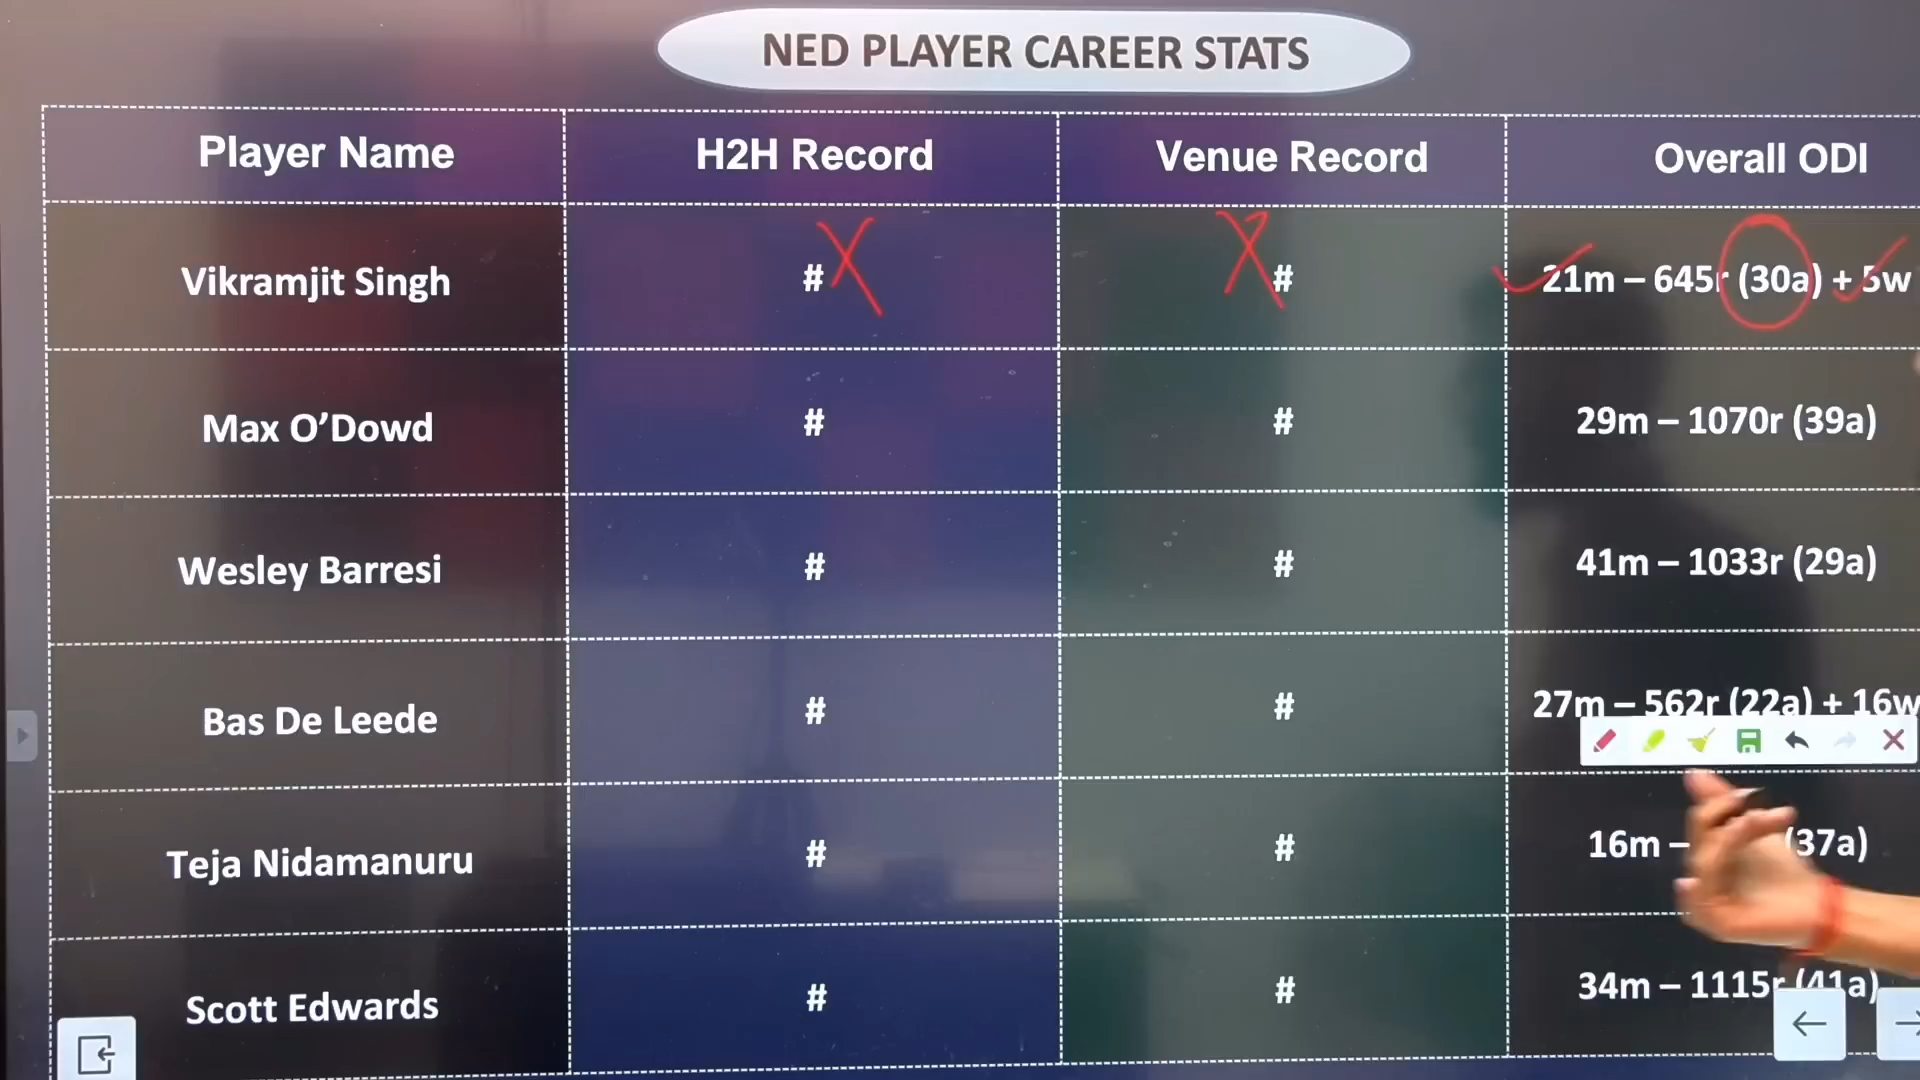 NED PLAYER CAREER STATS
Player Name H2H Record Venue Record Overall ODI
Vikramjit Singh # # 21m – 645r (30a) + 5w
Max O’Dowd # # 29m – 1070r (39a)
Wesley Barresi # # 41m – 1033r (29a)
Bas De Leede # # 27m – 562r (22a) + 16w
Teja Nidamanuru # # 16m – (37a)
Scott Edwards # # 34m – 1115r (41a)